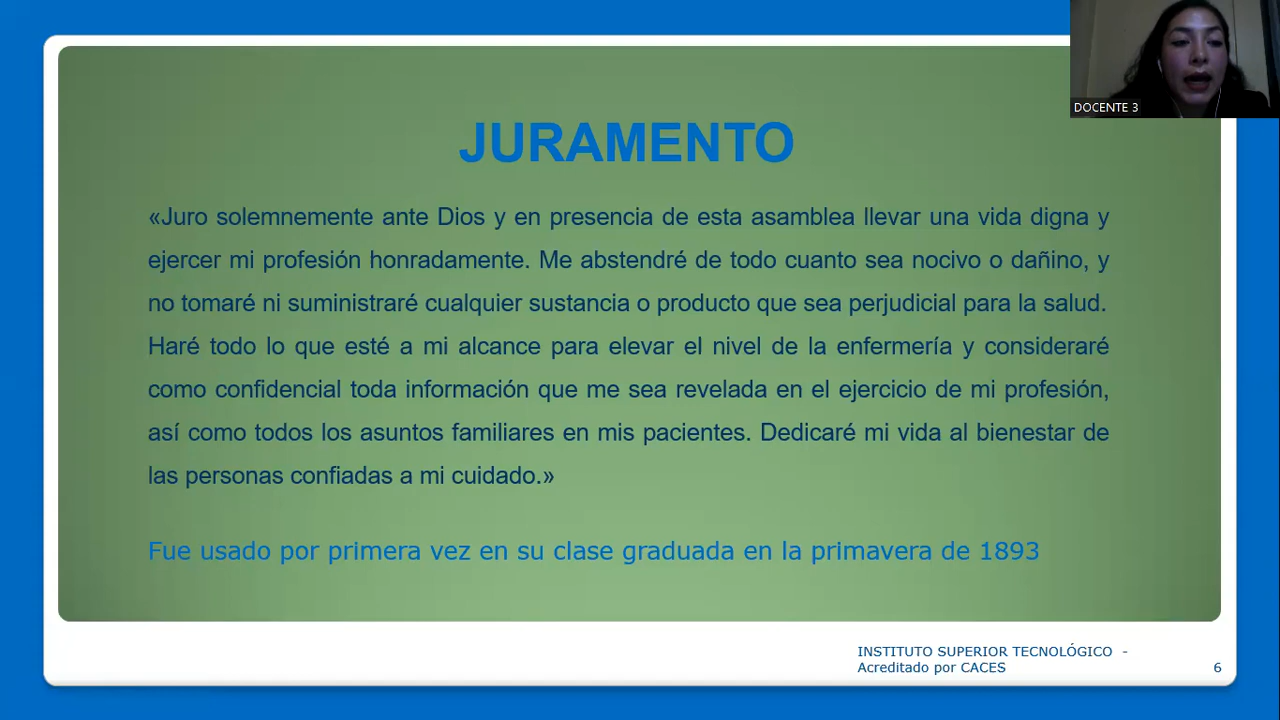 DOCENTE 3
JURAMENTO
«Juro solemnemente ante Dios y en presencia de esta asamblea llevar una vida digna y
ejercer mi profesión honradamente. Me abstendré de todo cuanto sea nocivo o dañino, y
no tomaré ni suministraré cualquier sustancia o producto que sea perjudicial para la salud.
Haré todo lo que esté a mi alcance para elevar el nivel de la enfermería y consideraré
como confidencial toda información que me sea revelada en el ejercicio de mi profesión,
así como todos los asuntos familiares en mis pacientes. Dedicaré mi vida al bienestar de
las personas confiadas a mi cuidado.»
Fue usado por primera vez en su clase graduada en la primavera de 1893
INSTITUTO SUPERIOR TECNOLÓGICO -
Acreditado por CACES
6